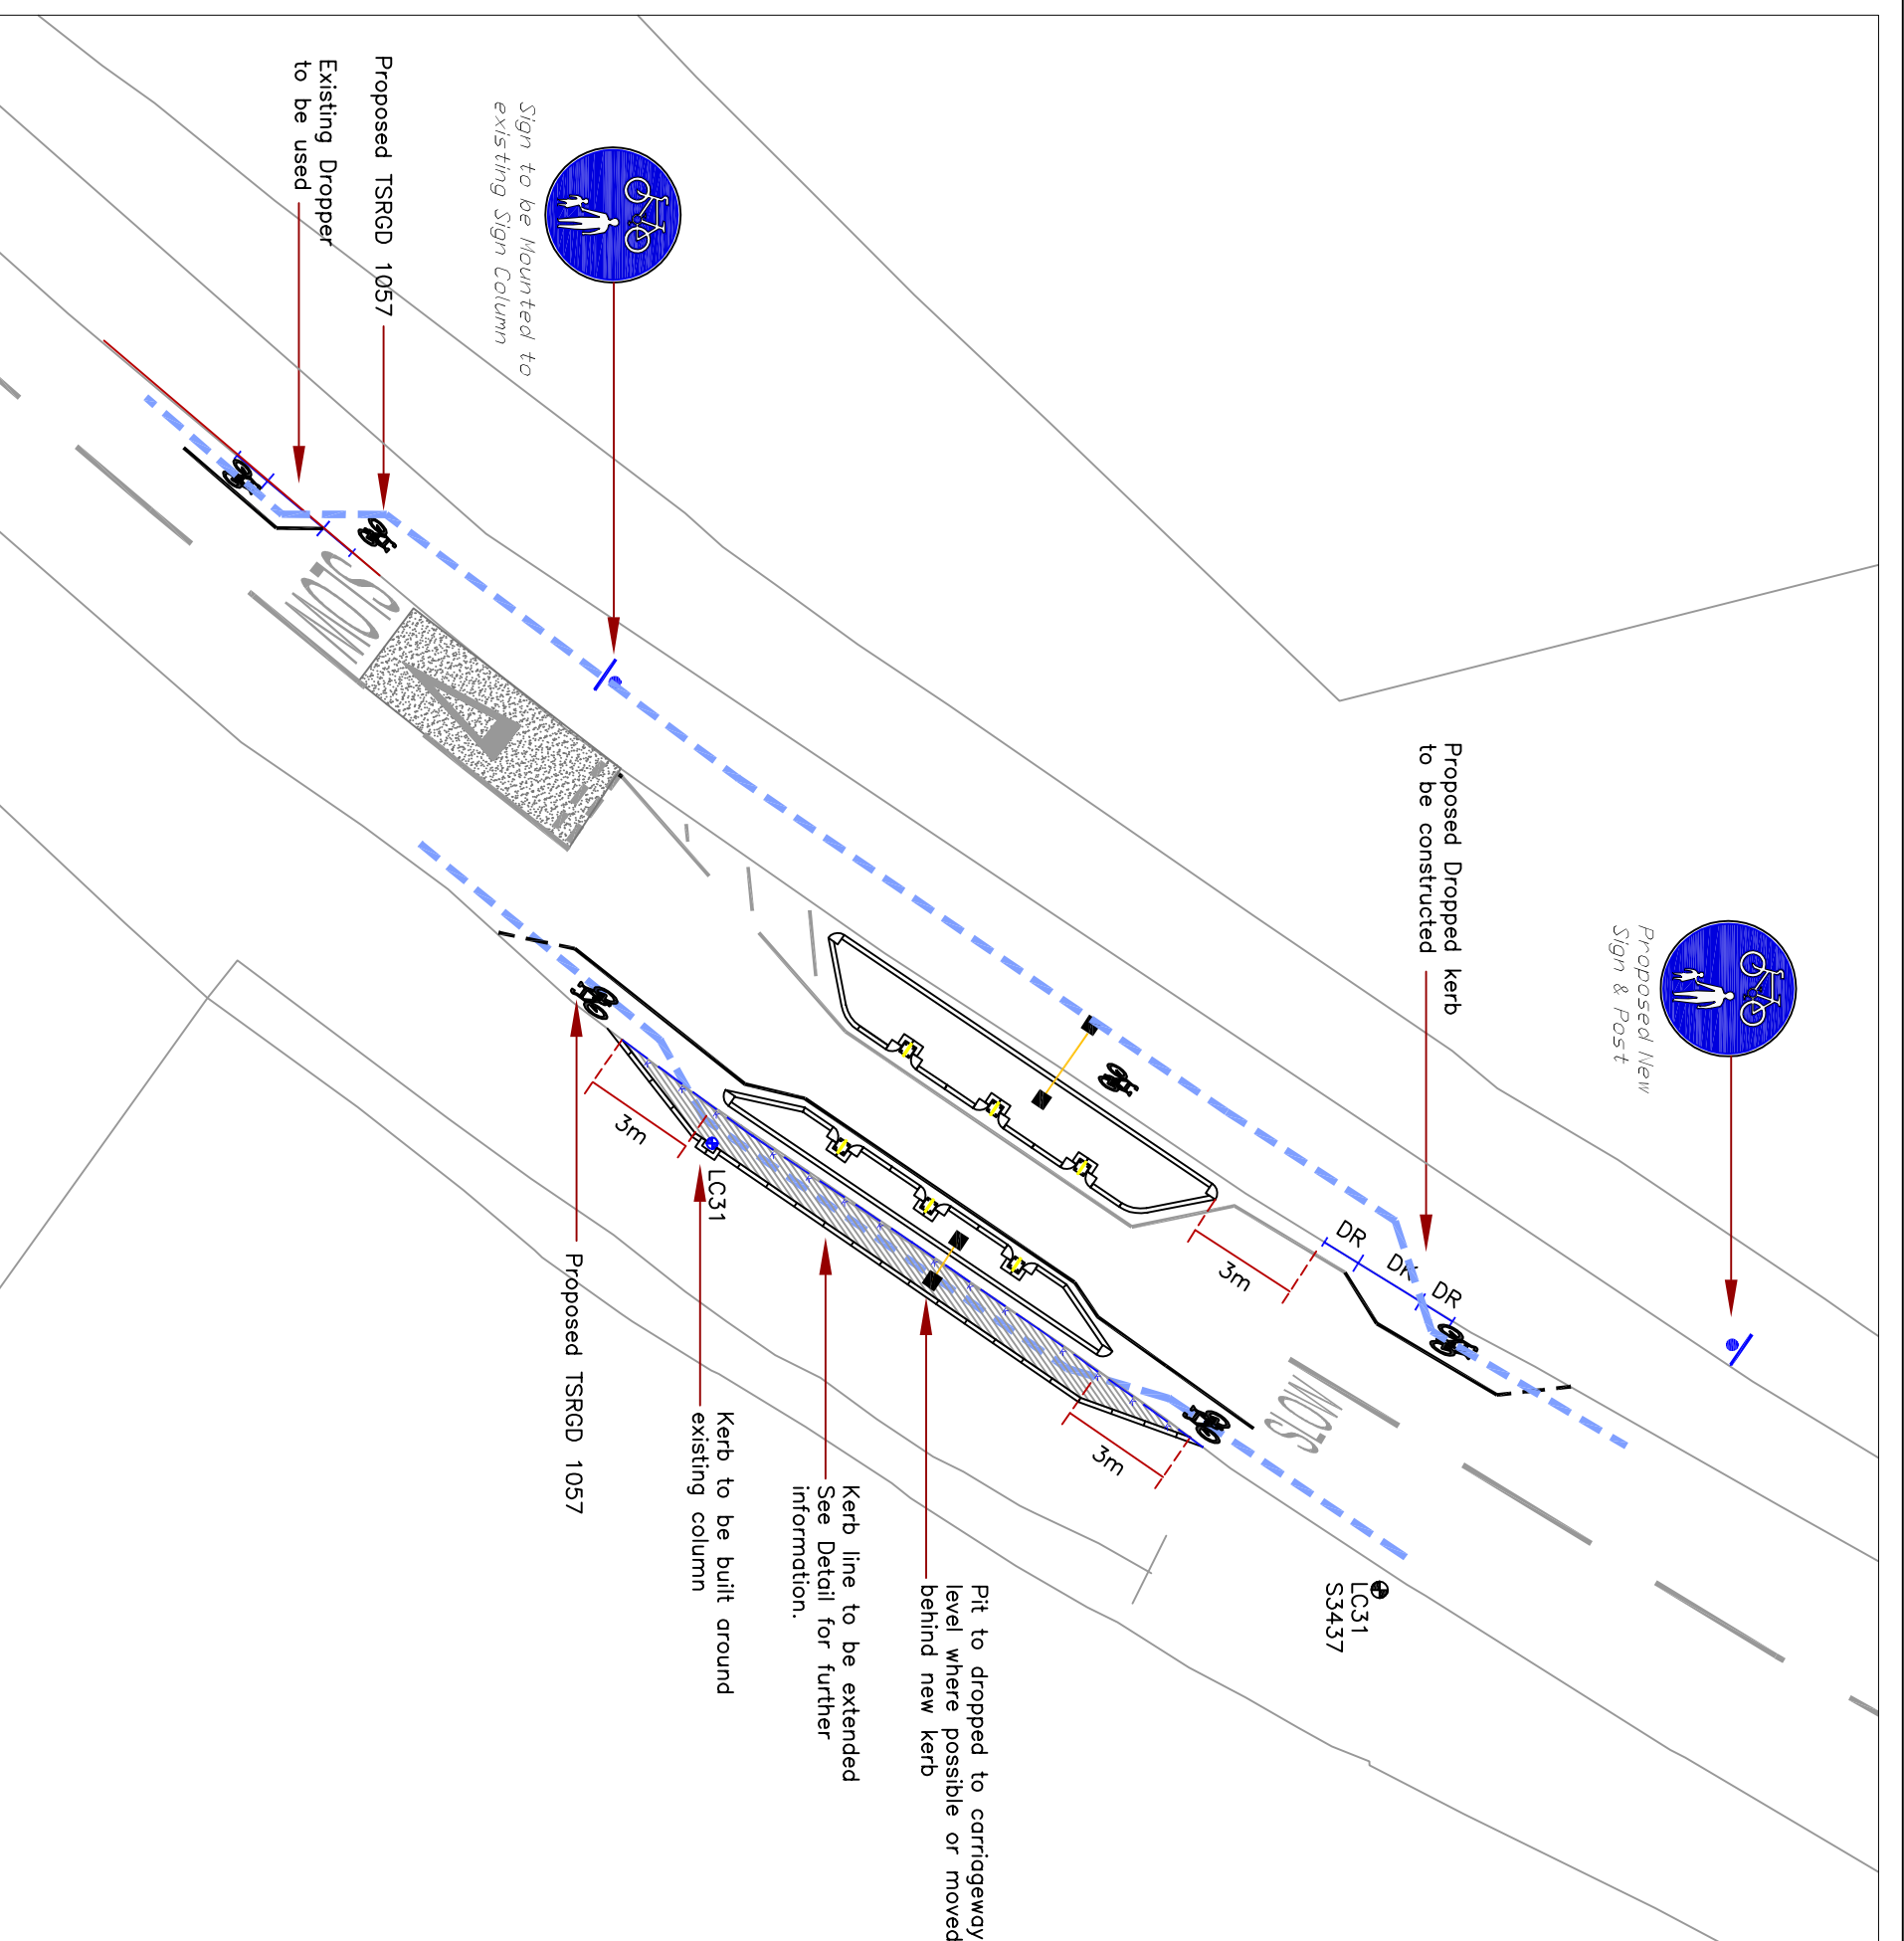 Proposed New
Sign & Post
Proposed Dropped kerb
to be constructed
Sign to be Mounted to
existing Sign Column
Proposed TSRGD 1057
Existing Dropper
to be used
SLOW
DR
DK
DR
3m
SLOW
3m
3m
LC31
LC31
S3437
Pit to dropped to carriageway
level where possible or moved
behind new kerb
Kerb line to be extended
See Detail for further
information.
Kerb to be built around
existing column
Proposed TSRGD 1057